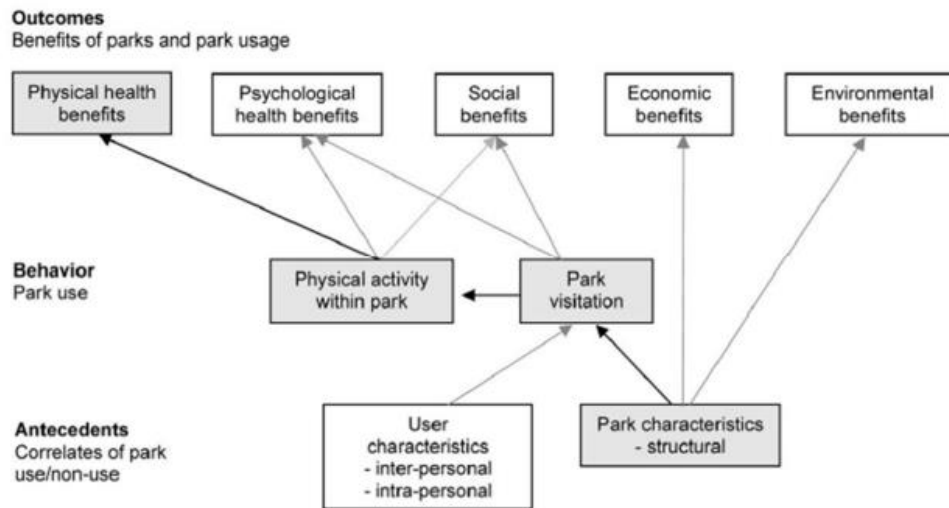 Outcomes
Benefits of parks and park usage
Physical health
benefits
Psychological
health benefits
Social
benefits
Economic
benefits
Environmental
benefits
Behavior
Park use
Physical activity
within park
Park
visitation
Antecedents
Correlates of park
use/non-use
User
characteristics
- inter-personal
- intra-personal
Park characteristics
- structural